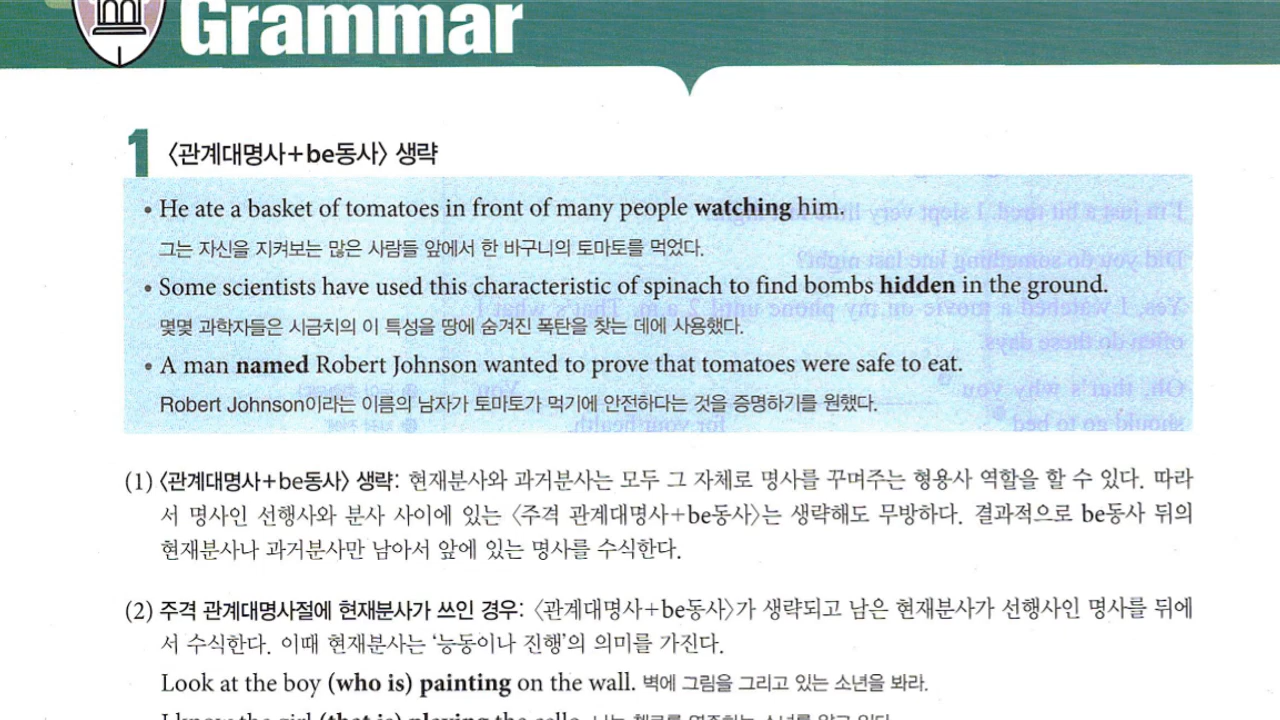 Grammar
1 〈관계대명사+be동사〉 생략
• He ate a basket of tomatoes in front of many people watching him.
그는 자신을 지켜보는 많은 사람들 앞에서 한 바구니의 토마토를 먹었다.
• Some scientists have used this characteristic of spinach to find bombs hidden in the ground.
몇몇 과학자들은 시금치의 이 특성을 땅에 숨겨진 폭탄을 찾는 데에 사용했다.
• A man named Robert Johnson wanted to prove that tomatoes were safe to eat.
Robert Johnson이라는 이름의 남자가 토마토가 먹기에 안전하다는 것을 증명하기를 원했다.
(1) 〈관계대명사+be동사〉 생략: 현재분사와 과거분사는 모두 그 자체로 명사를 꾸며주는 형용사 역할을 할 수 있다. 따라
서 명사인 선행사와 분사 사이에 있는 〈주격 관계대명사+be동사〉는 생략해도 무방하다. 결과적으로 be동사 뒤의
현재분사나 과거분사만 남아서 앞에 있는 명사를 수식한다.
(2) 주격 관계대명사절에 현재분사가 쓰인 경우: 〈관계대명사+be동사〉가 생략되고 남은 현재분사가 선행사인 명사를 뒤에
서 수식한다. 이때 현재분사는 ‘능동이나 진행’의 의미를 가진다.
Look at the boy (who is) painting on the wall. 벽에 그림을 그리고 있는 소년을 봐라.
I know the girl (that is) playing the cello.